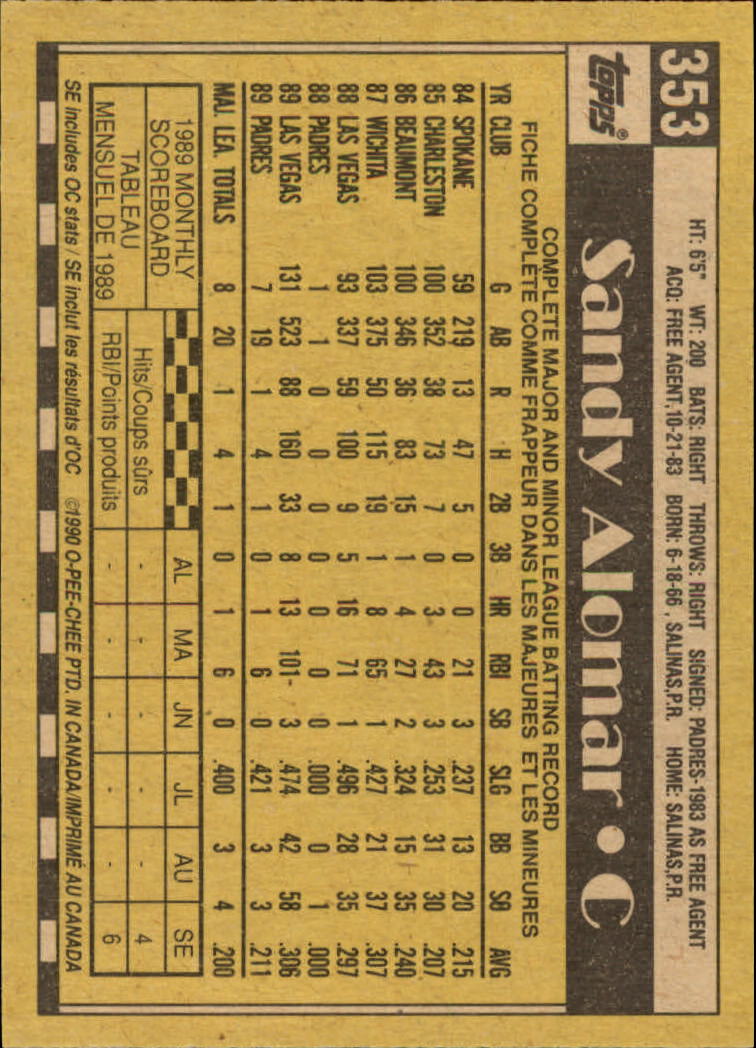 353
topps®
HT: 6'5" WT: 200 BATS: RIGHT THROWS: RIGHT SIGNED: PADRES-1983 AS FREE AGENT
ACQ: FREE AGENT, 10-21-83 BORN: 6-18-66, SALINAS, P.R. HOME: SALINAS, P.R.
Sandy Alomar • C
COMPLETE MAJOR AND MINOR LEAGUE BATTING RECORD
FICHE COMPLÈTE COMME FRAPPEUR DANS LES MAJEURES ET LES MINEURES
YR CLUB G AB R H 2B 3B HR RBI SB SLG BB SO AVG
84 SPOKANE 59 219 13 47 5 0 0 21 3 .237 13 20 .215
85 CHARLESTON 100 352 38 73 7 0 3 43 3 .253 31 30 .207
86 BEAUMONT 100 346 36 83 15 1 4 27 2 .324 15 35 .240
87 WICHITA 103 375 50 115 19 1 8 65 1 .427 21 37 .307
88 LAS VEGAS 93 337 59 100 9 5 16 71 1 .496 28 35 .297
88 PADRES 1 1 0 0 0 0 0 0 0 .000 0 1 .000
89 LAS VEGAS 131 523 88 160 33 8 13 101- 3 .474 42 58 .306
89 PADRES 7 19 1 4 1 0 1 6 0 .421 3 3 .211
MAJ. LEA. TOTALS 8 20 1 4 1 0 1 6 0 .400 3 4 .200
1989 MONTHLY
SCOREBOARD
TABLEAU
MENSUEL DE 1989
AL MA JN JL AU SE
Hits/Coups sûrs - - - - - 4
RBI/Points produits - - - - - 6
SE includes OC stats / SE inclut les résultats d'OC ©1990 O-PEE-CHEE PTD. IN CANADA/IMPRIMÉ AU CANADA